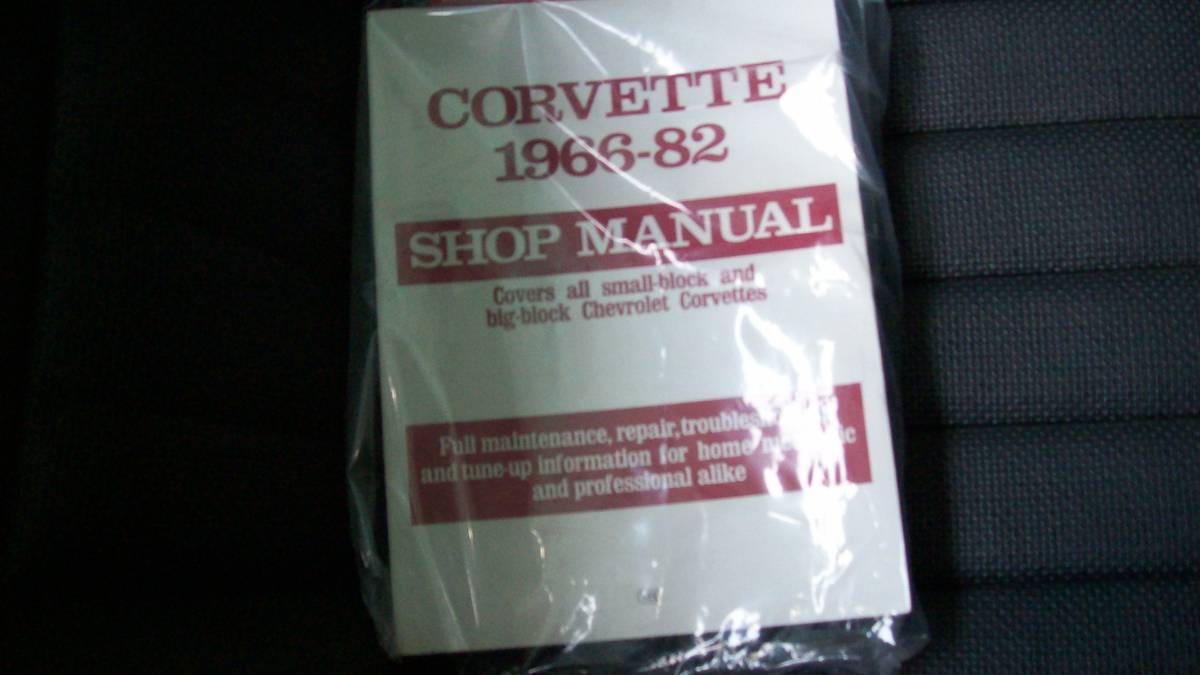 CORVETTE
1966-82
SHOP MANUAL
Covers all small-block and
big-block Chevrolet Corvettes
Full maintenance, repair,
and tune-up information for home
and professional alike